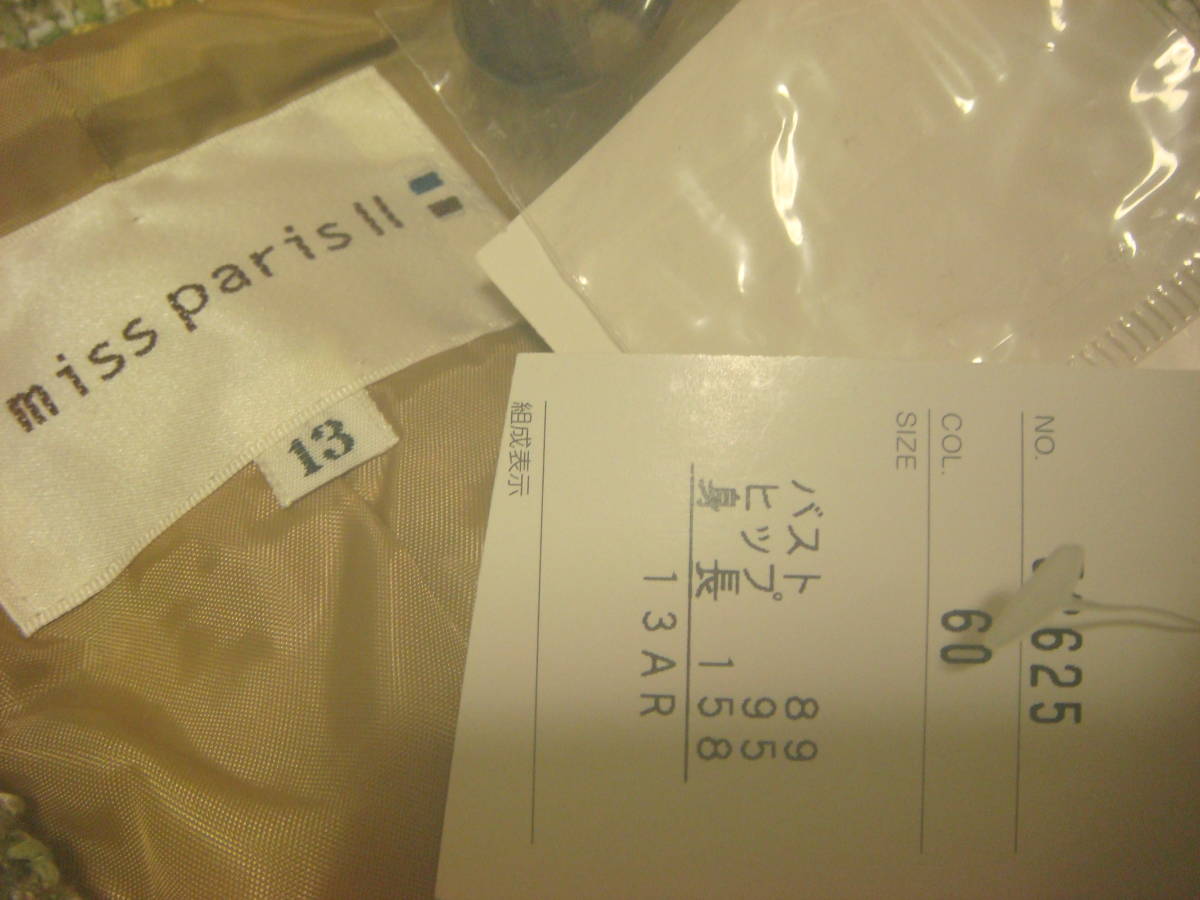 miss paris II
13
NO. 625
COL. 60
SIZE
バスト 89
ヒップ 95
身長 158
13AR
組成表示